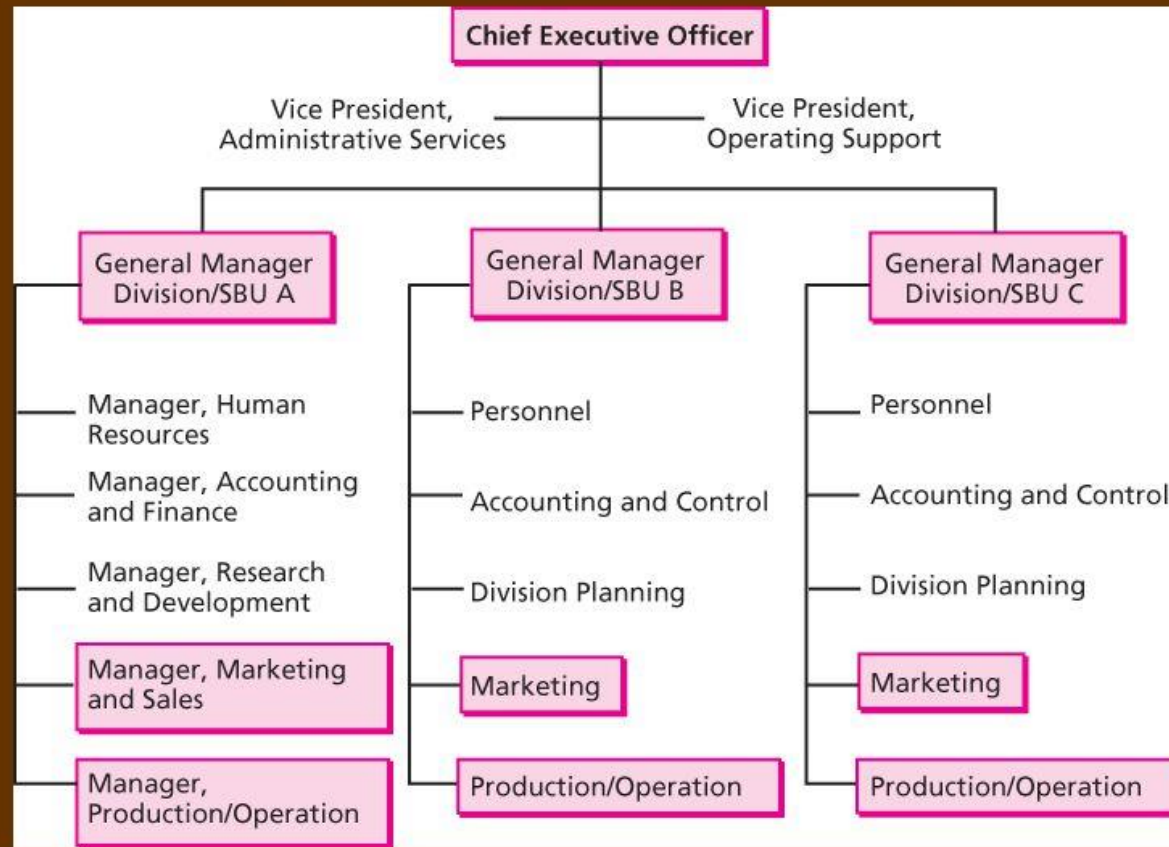 Chief Executive Officer
Vice President,
Administrative Services
Vice President,
Operating Support
General Manager
Division/SBU A
General Manager
Division/SBU B
General Manager
Division/SBU C
Manager, Human
Resources
Manager, Accounting
and Finance
Manager, Research
and Development
Manager, Marketing
and Sales
Manager,
Production/Operation
Personnel
Accounting and Control
Division Planning
Marketing
Production/Operation
Personnel
Accounting and Control
Division Planning
Marketing
Production/Operation